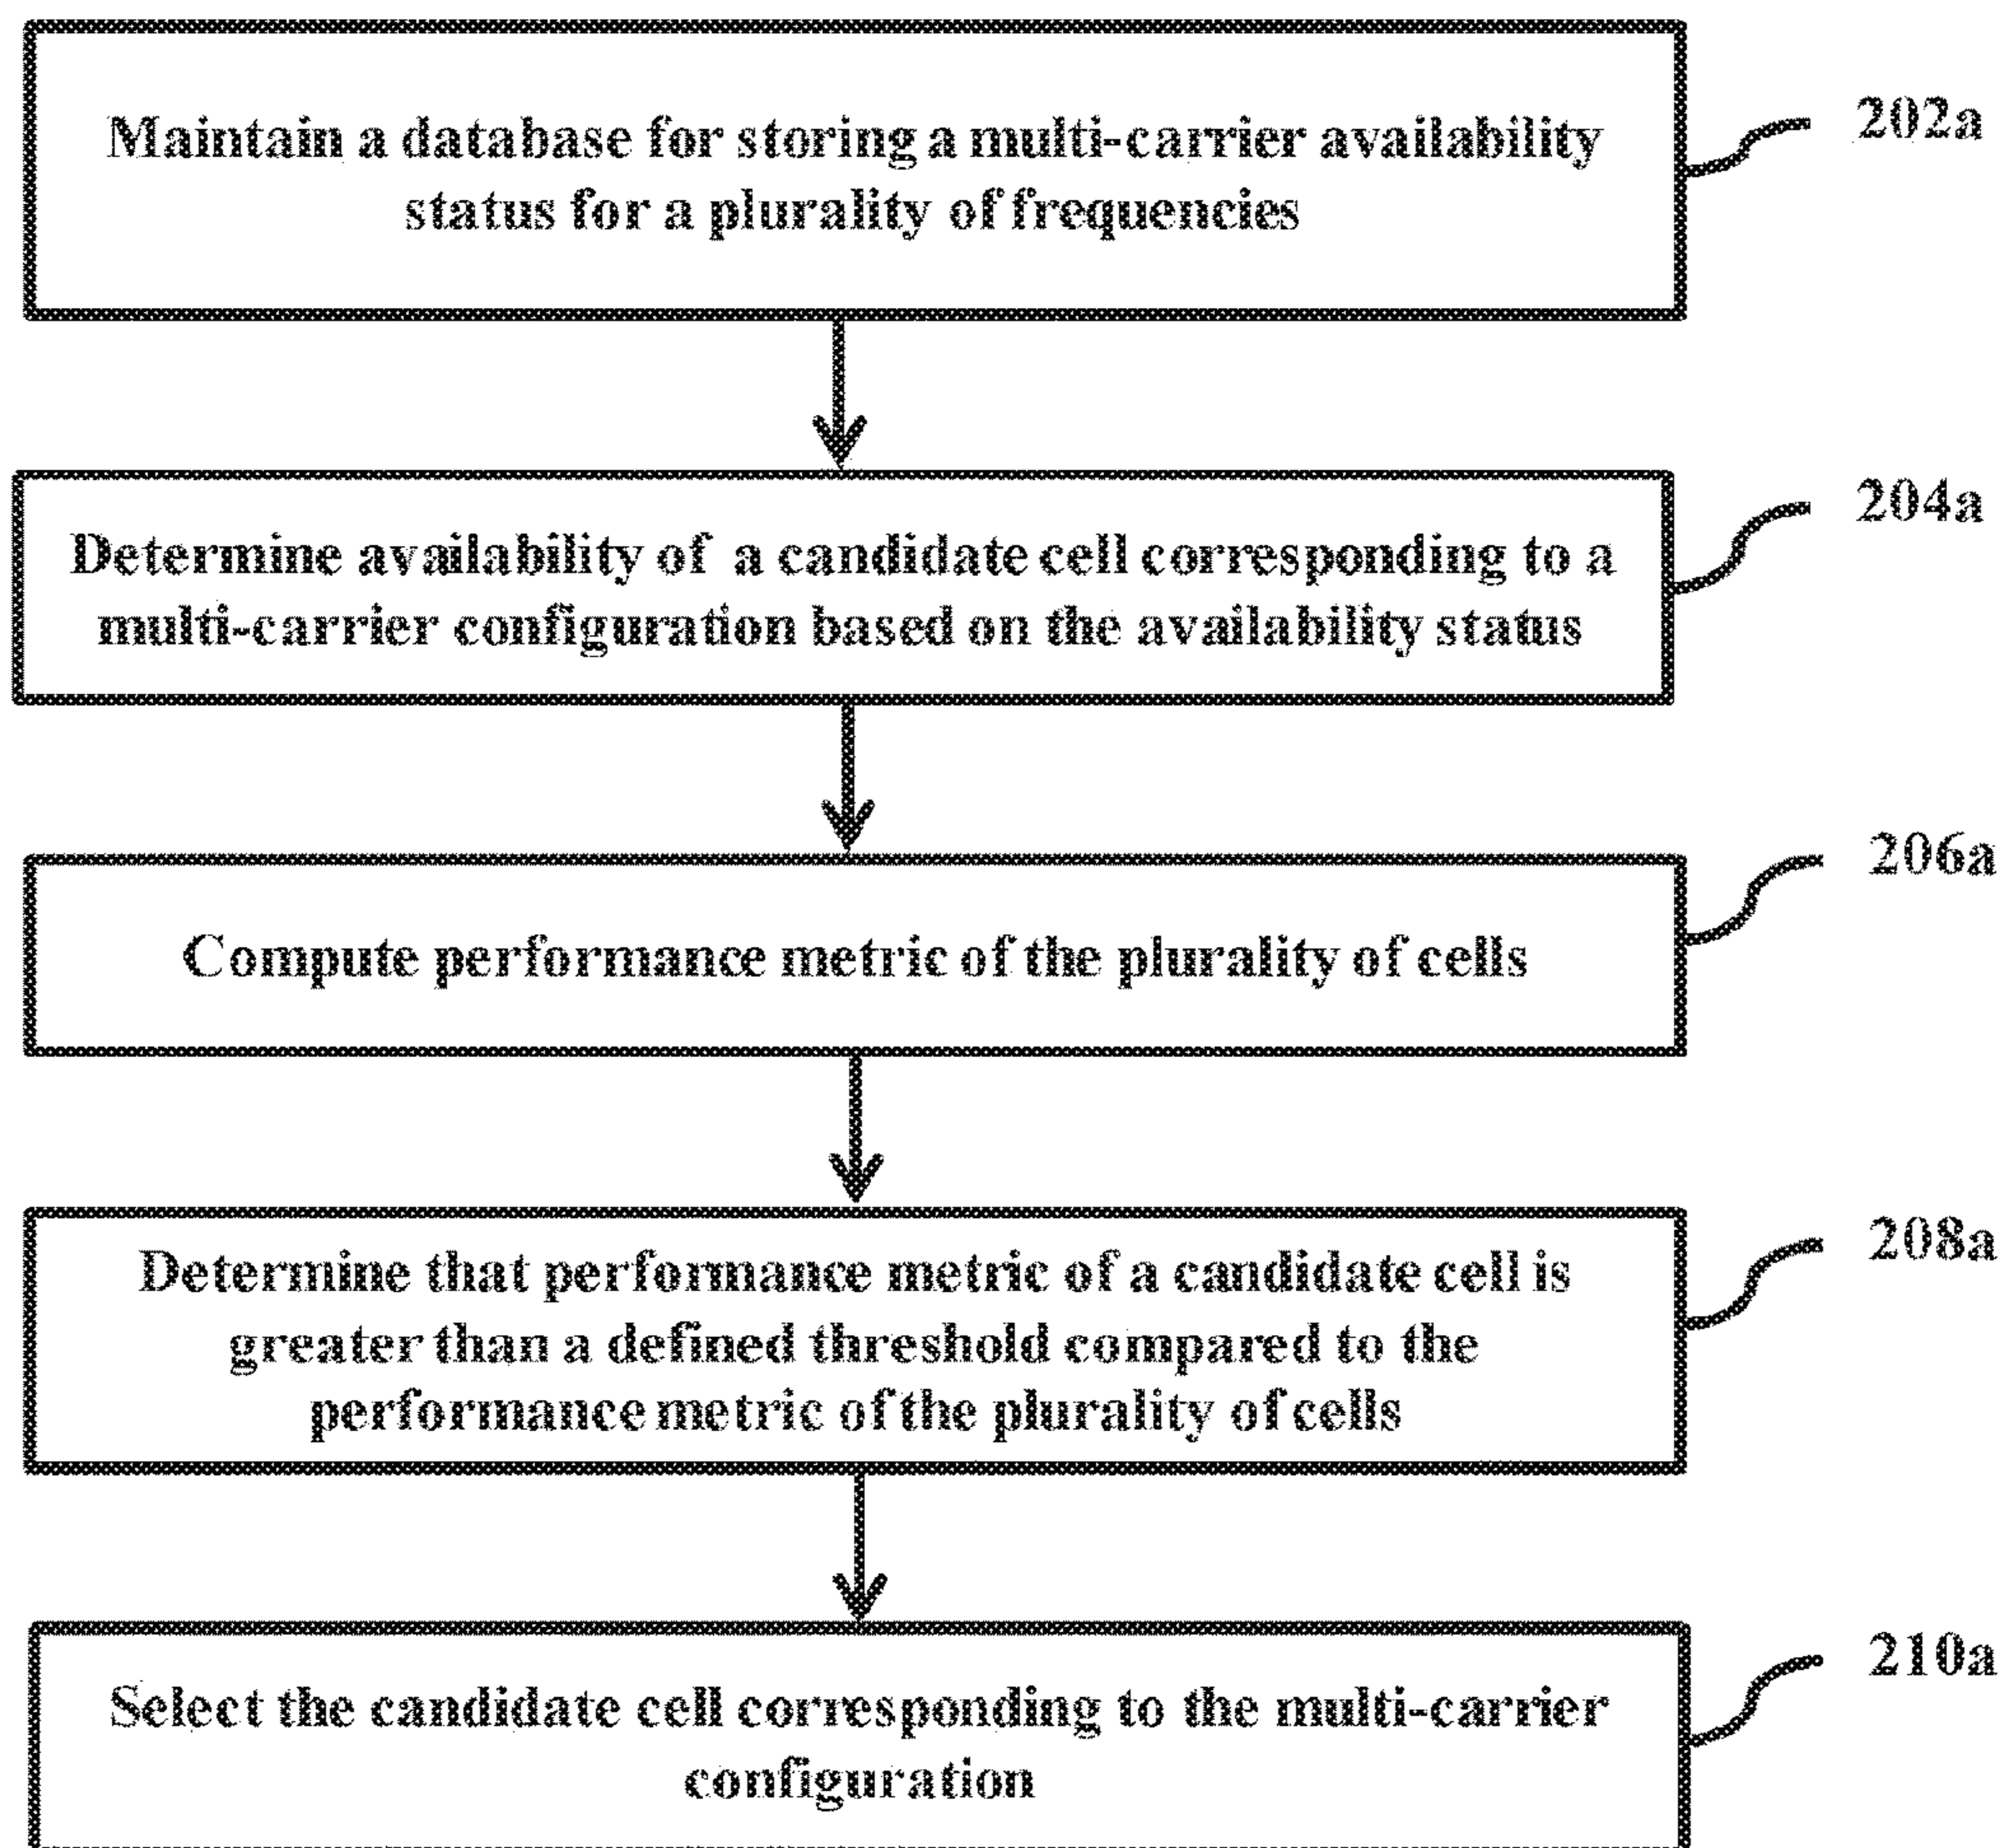 Maintain a database for storing a multi-carrier availability
status for a plurality of frequencies
202a
Determine availability of a candidate cell corresponding to a
multi-carrier configuration based on the availability status
204a
Compute performance metric of the plurality of cells
206a
Determine that performance metric of a candidate cell is
greater than a defined threshold compared to the
performance metric of the plurality of cells
208a
Select the candidate cell corresponding to the multi-carrier
configuration
210a